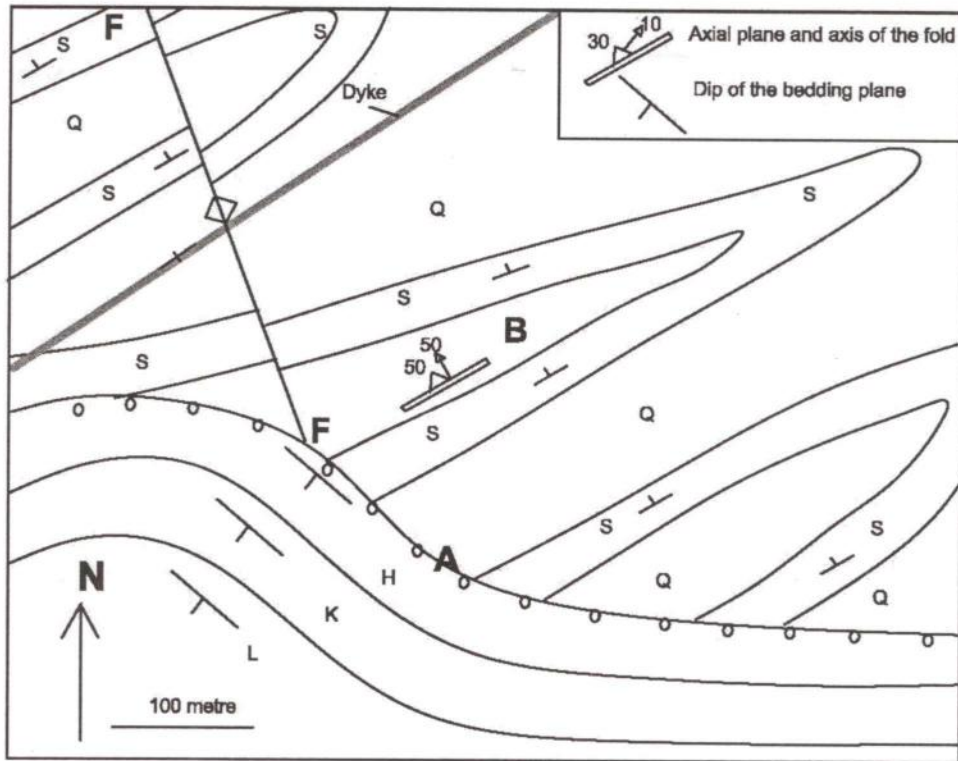 F
S
S
30
10
Axial plane and axis of the fold
Dip of the bedding plane
Dyke
Q
S
S
Q
S
S
B
50
50
S
S
F
Q
S
S
A
H
Q
Q
N
K
L
100 metre